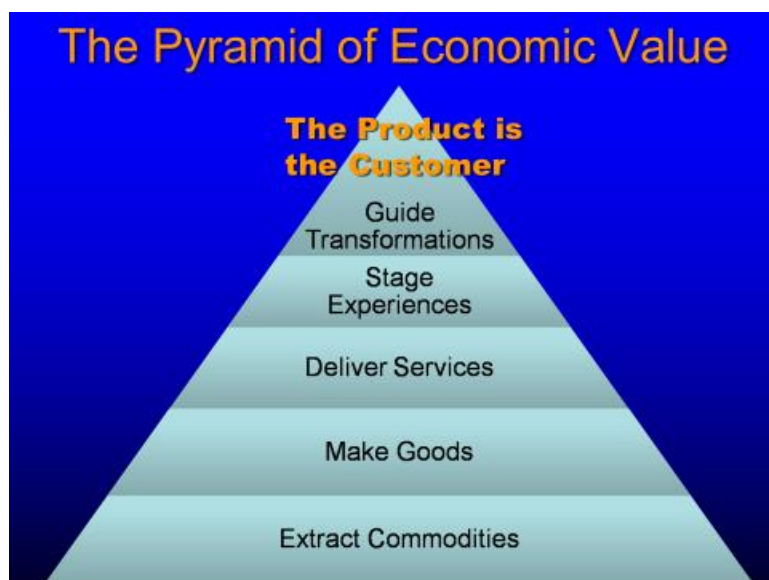 The Pyramid of Economic Value
The Product is
the Customer
Guide
Transformations
Stage
Experiences
Deliver Services
Make Goods
Extract Commodities